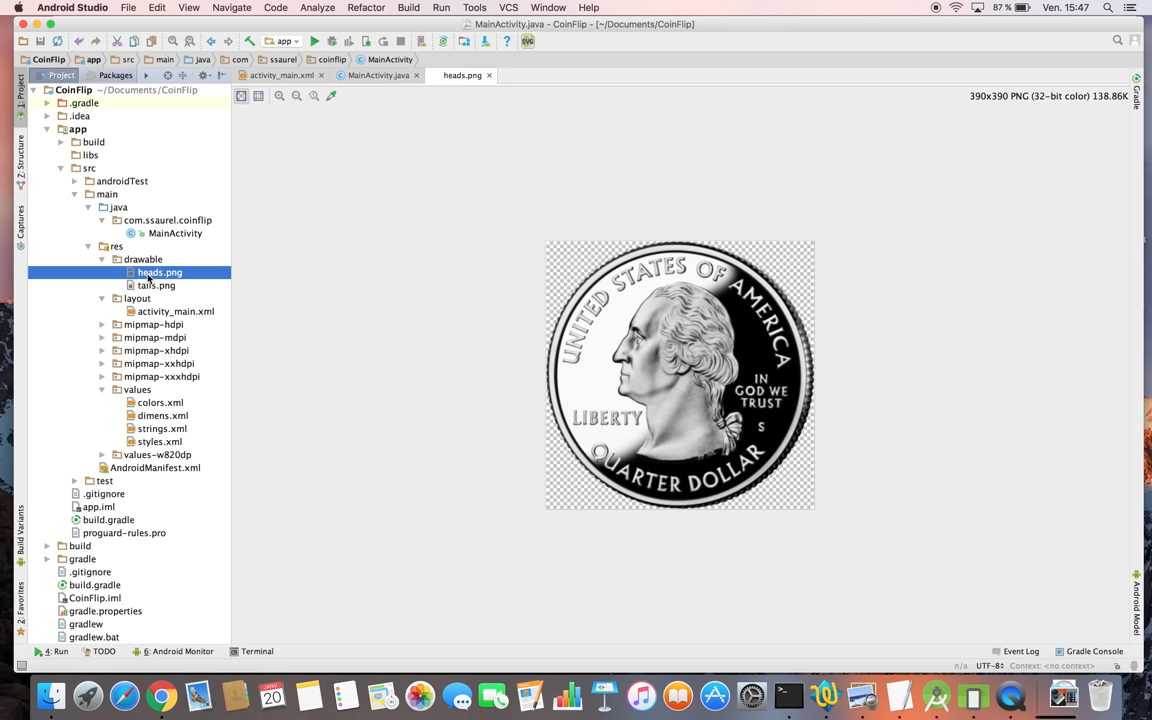 Android Studio File Edit View Navigate Code Analyze Refactor Build Run Tools VCS Window Help 87 % Ven. 15:47
MainActivity.java - CoinFlip - [~/Documents/CoinFlip]
app
CoinFlip app src main java com ssaurel coinflip MainActivity
Project Packages activity_main.xml MainActivity.java heads.png
390x390 PNG (32-bit color) 138.86K
CoinFlip ~/Documents/CoinFlip
.gradle
.idea
app
build
libs
src
androidTest
main
java
com.ssaurel.coinflip
MainActivity
res
drawable
heads.png
tails.png
layout
activity_main.xml
mipmap-hdpi
mipmap-mdpi
mipmap-xhdpi
mipmap-xxhdpi
mipmap-xxxhdpi
values
colors.xml
dimens.xml
strings.xml
styles.xml
values-w820dp
AndroidManifest.xml
test
.gitignore
app.iml
build.gradle
proguard-rules.pro
build
gradle
.gitignore
build.gradle
CoinFlip.iml
gradle.properties
gradlew
gradlew.bat
1: Project
7: Structure
Captures
Build Variants
2: Favorites
UNITED STATES OF AMERICA
LIBERTY
IN
GOD WE
TRUST
S
QUARTER DOLLAR
Gradle
Android Model
4: Run TODO 6: Android Monitor Terminal Event Log Gradle Console
n/a UTF-8 Context: <no context>
JAN
20